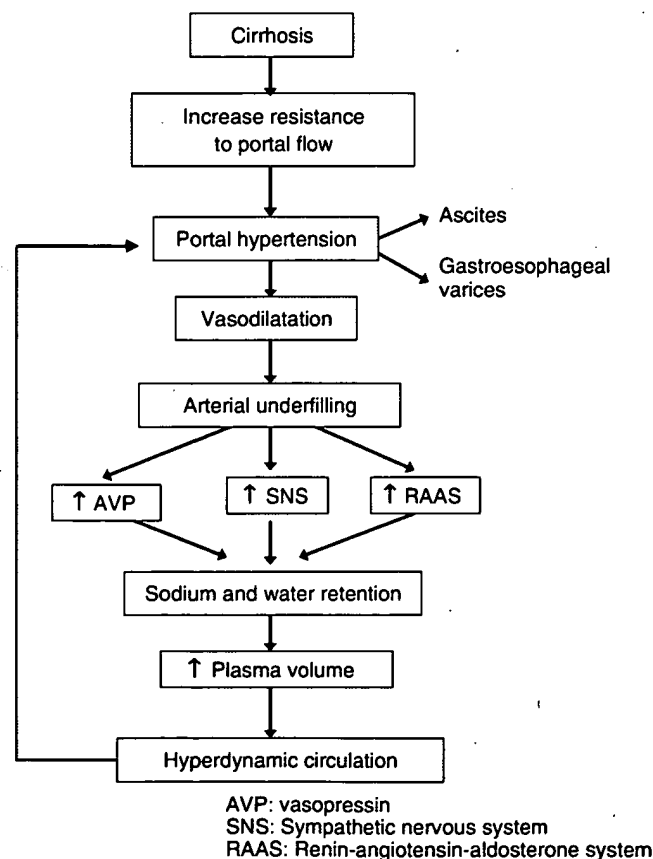 Cirrhosis
Increase resistance
to portal flow
Portal hypertension
Ascites
Gastroesophageal
varices
Vasodilatation
Arterial underfilling
↑ AVP
↑ SNS
↑ RAAS
Sodium and water retention
↑ Plasma volume
Hyperdynamic circulation
AVP: vasopressin
SNS: Sympathetic nervous system
RAAS: Renin-angiotensin-aldosterone system